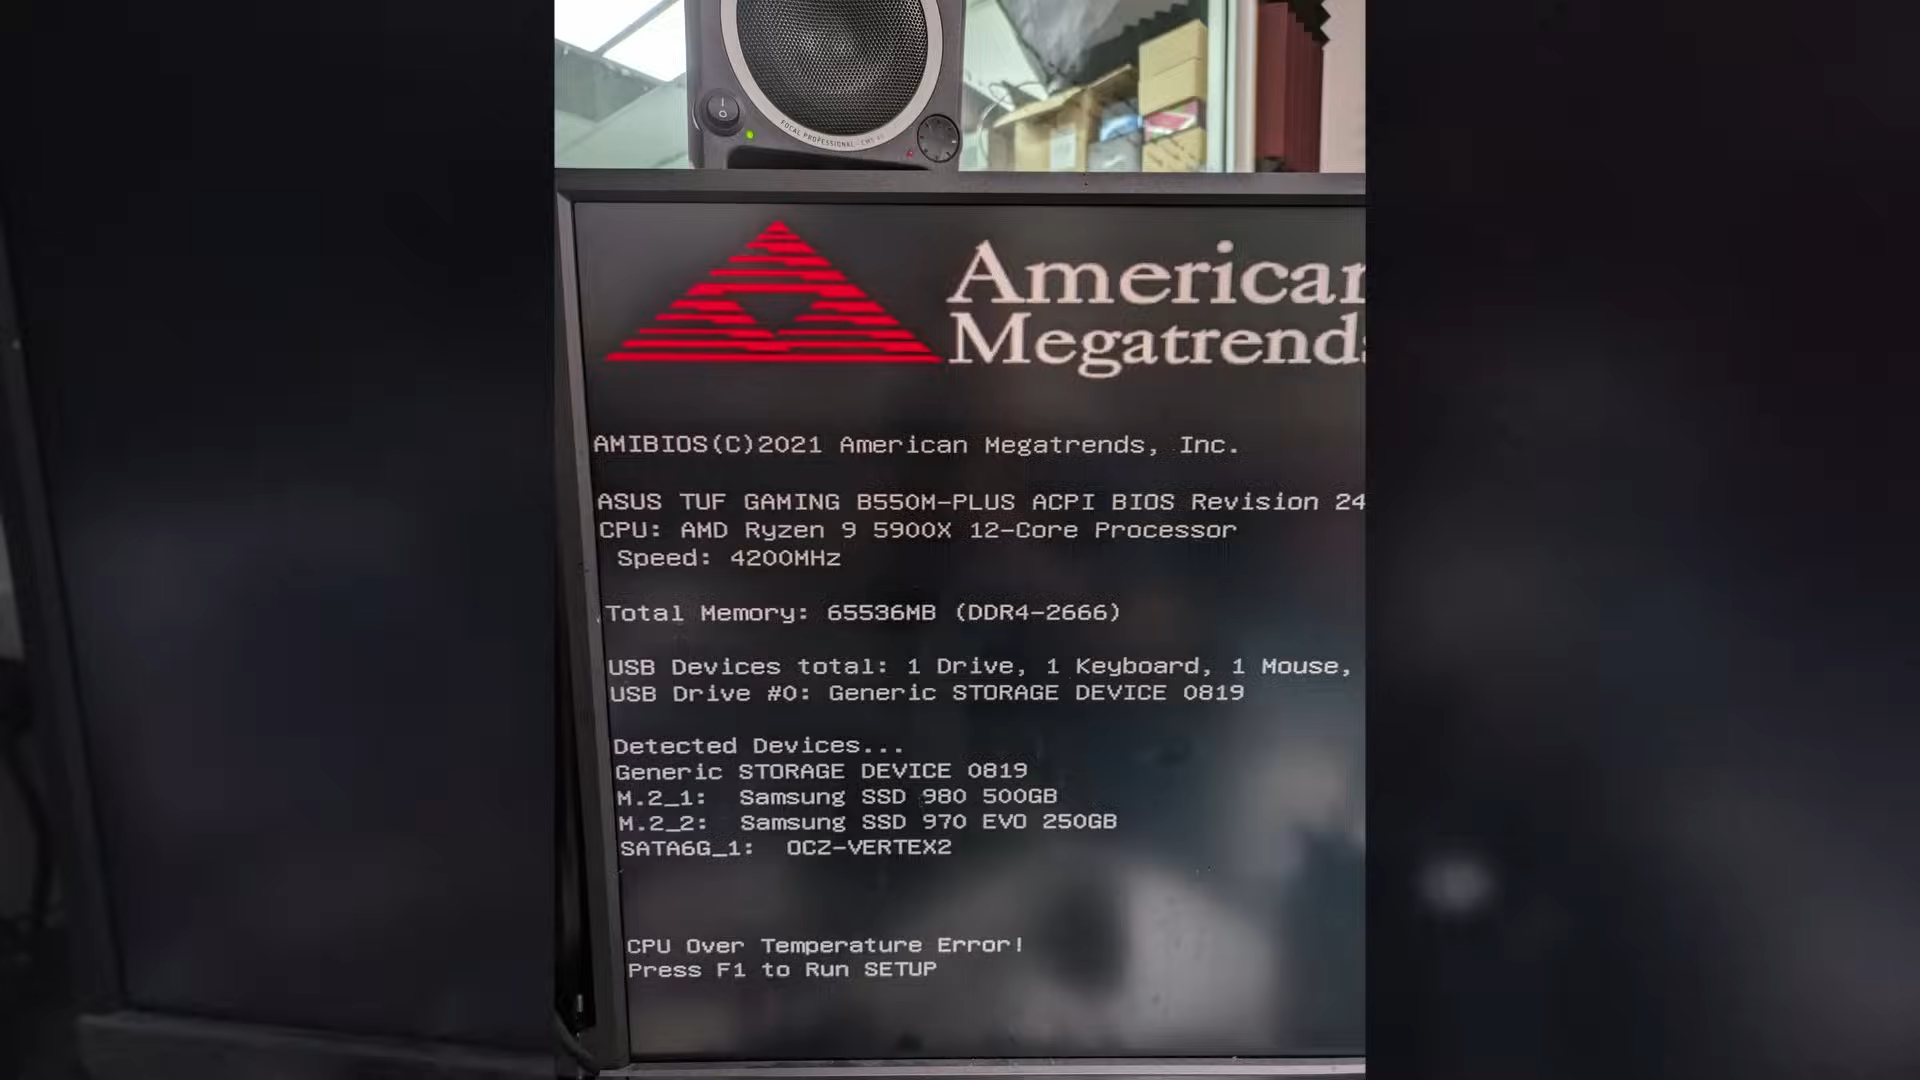 I
O
FOCAL PROFESSIONAL - CMS
American
Megatrends
AMIBIOS(C)2021 American Megatrends, Inc.
ASUS TUF GAMING B550M-PLUS ACPI BIOS Revision 24
CPU: AMD Ryzen 9 5900X 12-Core Processor
Speed: 4200MHz
Total Memory: 65536MB (DDR4-2666)
USB Devices total: 1 Drive, 1 Keyboard, 1 Mouse,
USB Drive #0: Generic STORAGE DEVICE 0819
Detected Devices...
Generic STORAGE DEVICE 0819
M.2_1: Samsung SSD 980 500GB
M.2_2: Samsung SSD 970 EVO 250GB
SATA6G_1: OCZ-VERTEX2
CPU Over Temperature Error!
Press F1 to Run SETUP